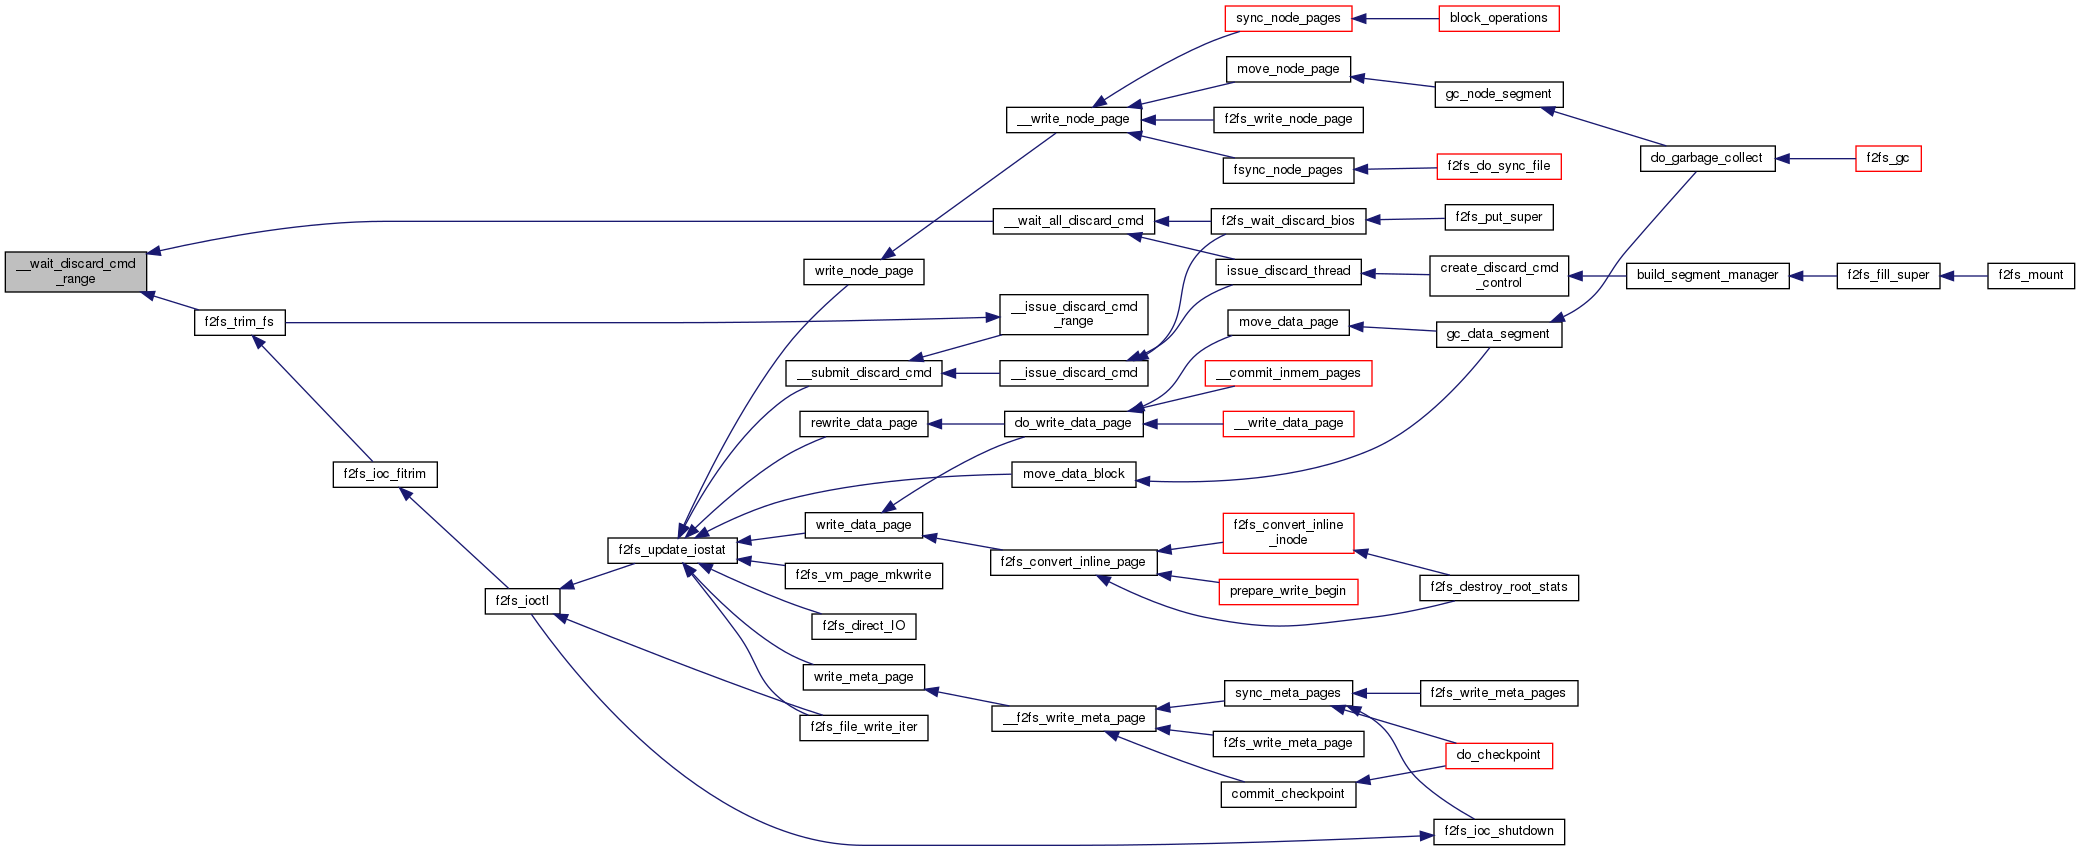 sync_node_pages
block_operations
move_node_page
gc_node_segment
__write_node_page
f2fs_write_node_page
do_garbage_collect
f2fs_gc
fsync_node_pages
f2fs_do_sync_file
__wait_all_discard_cmd
f2fs_wait_discard_bios
f2fs_put_super
__wait_discard_cmd
_range
write_node_page
issue_discard_thread
create_discard_cmd
_control
build_segment_manager
f2fs_fill_super
f2fs_mount
f2fs_trim_fs
__issue_discard_cmd
_range
move_data_page
gc_data_segment
__submit_discard_cmd
__issue_discard_cmd
__commit_inmem_pages
rewrite_data_page
do_write_data_page
__write_data_page
f2fs_ioc_fitrim
move_data_block
write_data_page
f2fs_convert_inline
_inode
f2fs_update_iostat
f2fs_convert_inline_page
f2fs_vm_page_mkwrite
prepare_write_begin
f2fs_destroy_root_stats
f2fs_ioctl
f2fs_direct_IO
write_meta_page
sync_meta_pages
f2fs_write_meta_pages
f2fs_file_write_iter
__f2fs_write_meta_page
f2fs_write_meta_page
do_checkpoint
commit_checkpoint
f2fs_ioc_shutdown